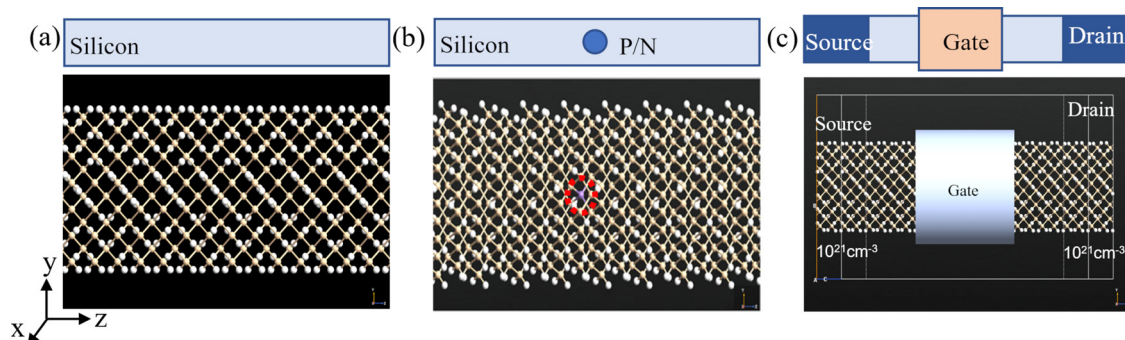 (a)
Silicon
(b)
Silicon P/N
(c)
Source Gate Drain
Source
Drain
Gate
10²¹cm⁻³
10²¹cm⁻³
y
z
x